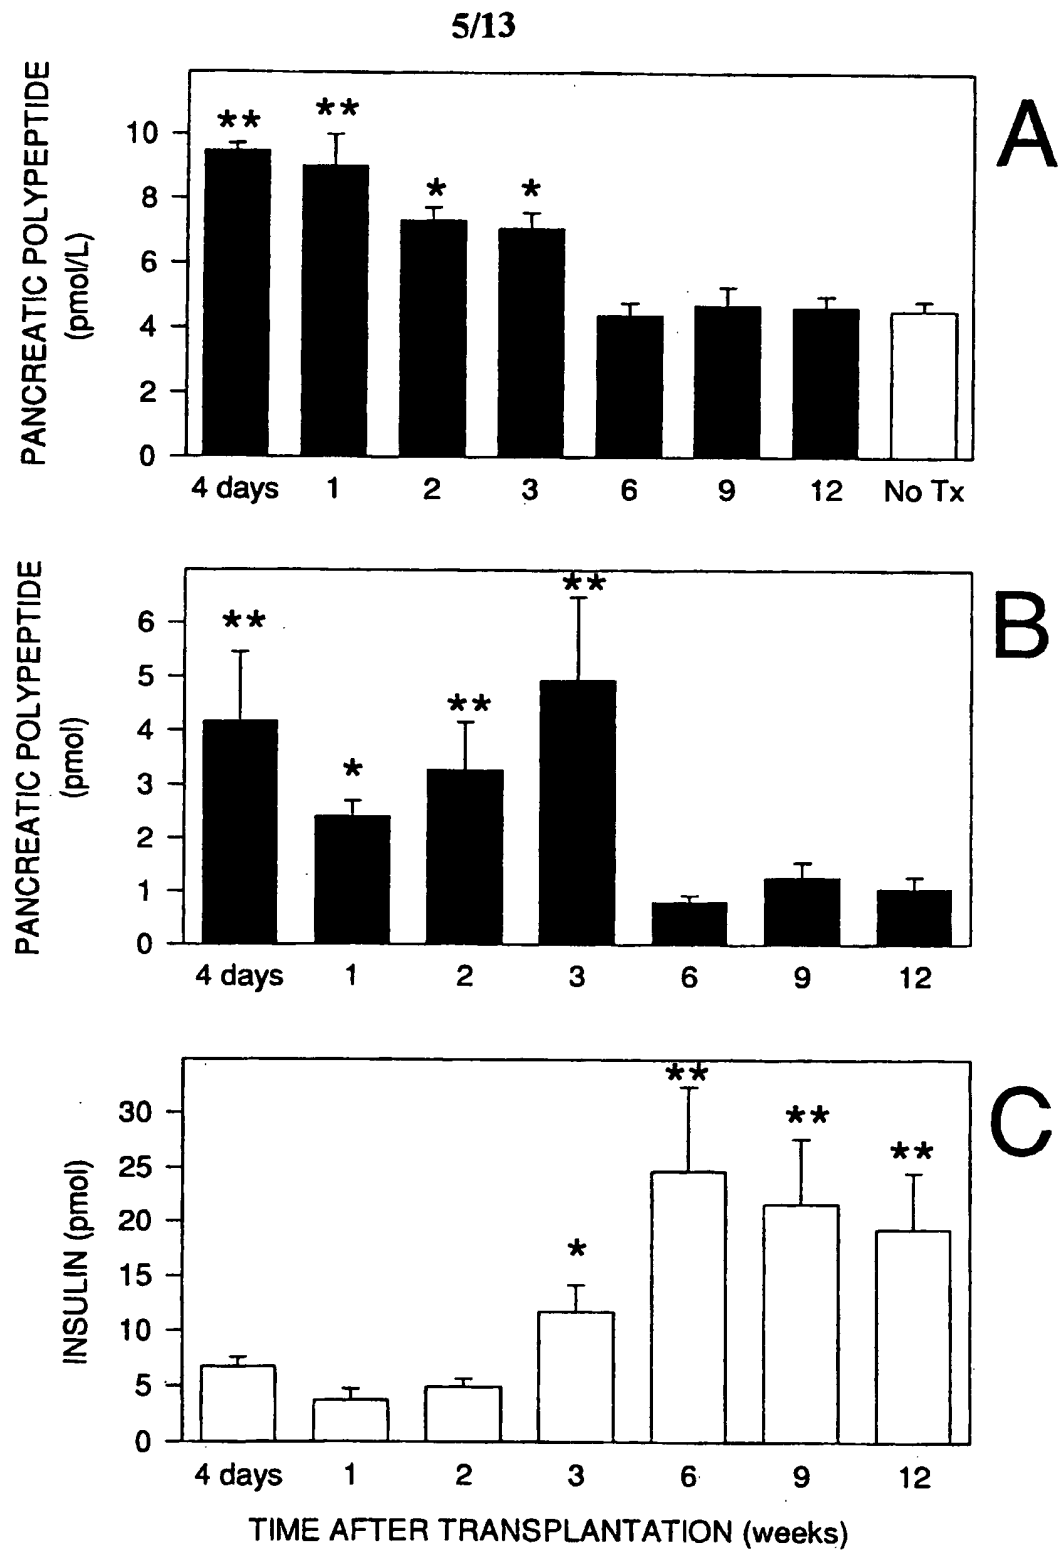 5/13
PANCREATIC POLYPEPTIDE
(pmol/L)
10
8
6
4
2
0
** ** * *
4 days 1 2 3 6 9 12 No Tx
A
PANCREATIC POLYPEPTIDE
(pmol)
6
5
4
3
2
1
0
** * ** **
4 days 1 2 3 6 9 12
B
INSULIN (pmol)
30
25
20
15
10
5
0
* ** ** **
4 days 1 2 3 6 9 12
C
TIME AFTER TRANSPLANTATION (weeks)